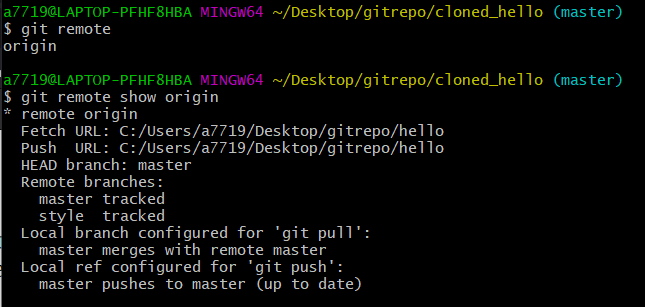 a7719@LAPTOP-PFHF8HBA MINGW64 ~/Desktop/gitrepo/cloned_hello (master)
$ git remote
origin
a7719@LAPTOP-PFHF8HBA MINGW64 ~/Desktop/gitrepo/cloned_hello (master)
$ git remote show origin
* remote origin
  Fetch URL: C:/Users/a7719/Desktop/gitrepo/hello
  Push  URL: C:/Users/a7719/Desktop/gitrepo/hello
  HEAD branch: master
  Remote branches:
    master tracked
    style  tracked
  Local branch configured for 'git pull':
    master merges with remote master
  Local ref configured for 'git push':
    master pushes to master (up to date)